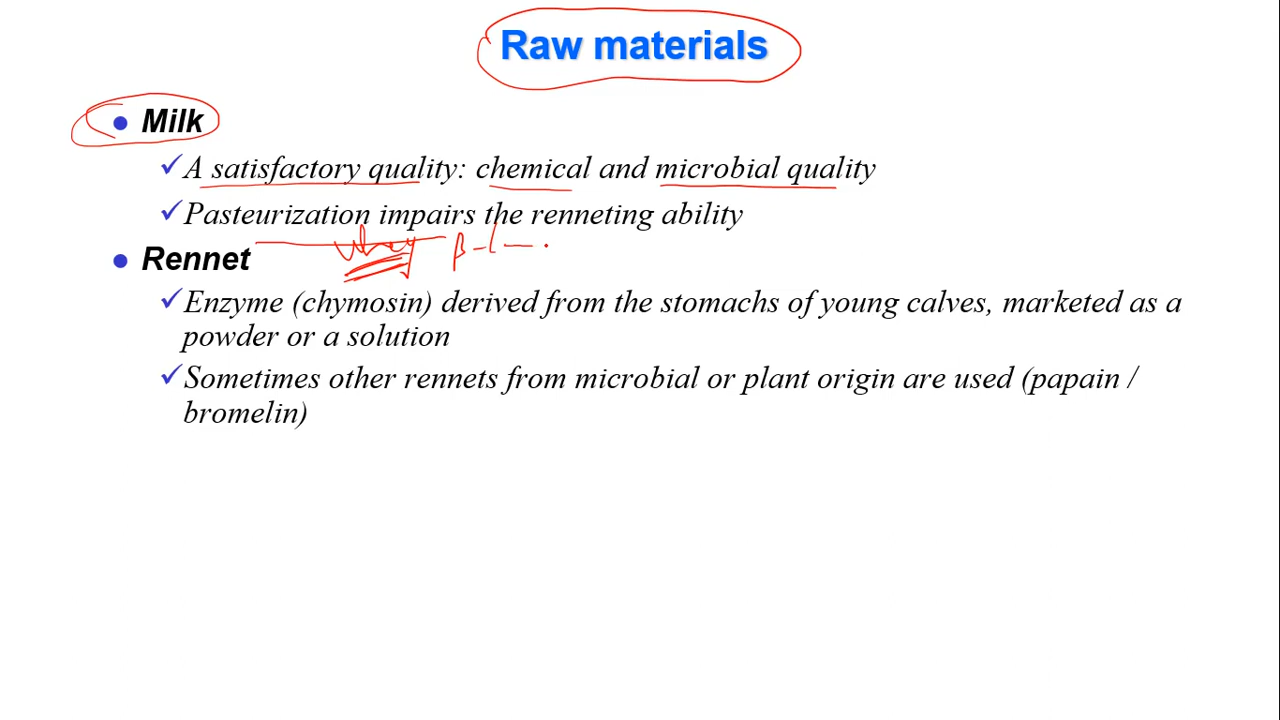 Raw materials
● Milk
✓A satisfactory quality: chemical and microbial quality
✓Pasteurization impairs the renneting ability
whey β-l
● Rennet
✓Enzyme (chymosin) derived from the stomachs of young calves, marketed as a
powder or a solution
✓Sometimes other rennets from microbial or plant origin are used (papain /
bromelin)